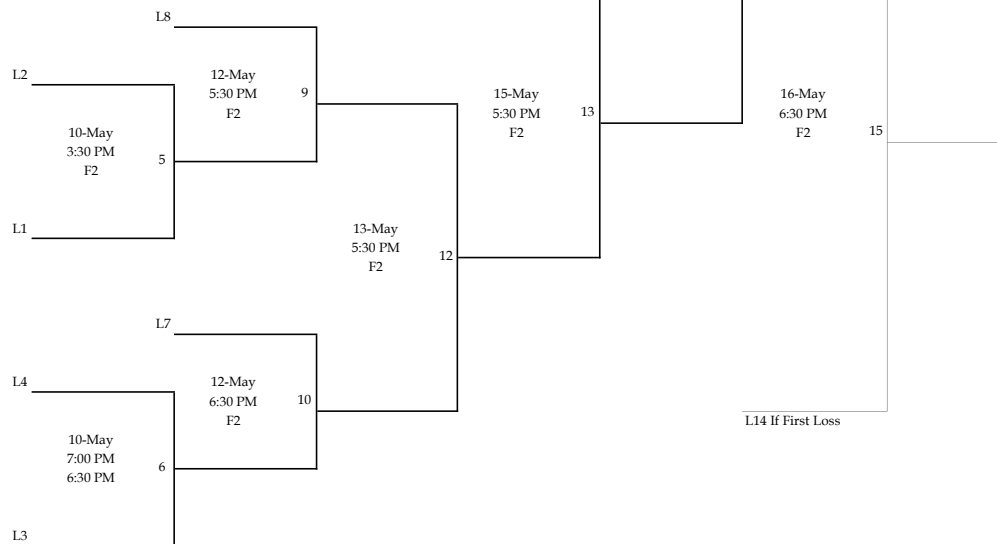 L8
L2
12-May
5:30 PM
F2
9
15-May
5:30 PM
F2
13
16-May
6:30 PM
F2
15
10-May
3:30 PM
F2
5
L1
13-May
5:30 PM
F2
12
L7
L4
12-May
6:30 PM
F2
10
L14 If First Loss
10-May
7:00 PM
6:30 PM
6
L3